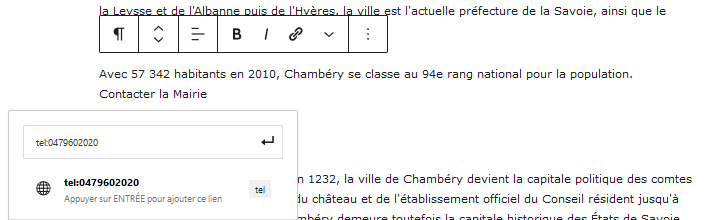 la Leysse et de l'Albanne puis de l'Hyères, la ville est l'actuelle préfecture de la Savoie, ainsi que le
B I
Avec 57 342 habitants en 2010, Chambéry se classe au 94e rang national pour la population.
Contacter la Mairie
tel:0479602020
n 1232, la ville de Chambéry devient la capitale politique des comtes
tel:0479602020
tel
Appuyer sur ENTRÉE pour ajouter ce lien
du château et de l'établissement officiel du Conseil résident jusqu'à
mbéry demeure toutefois la capitale historique des États de Savoie